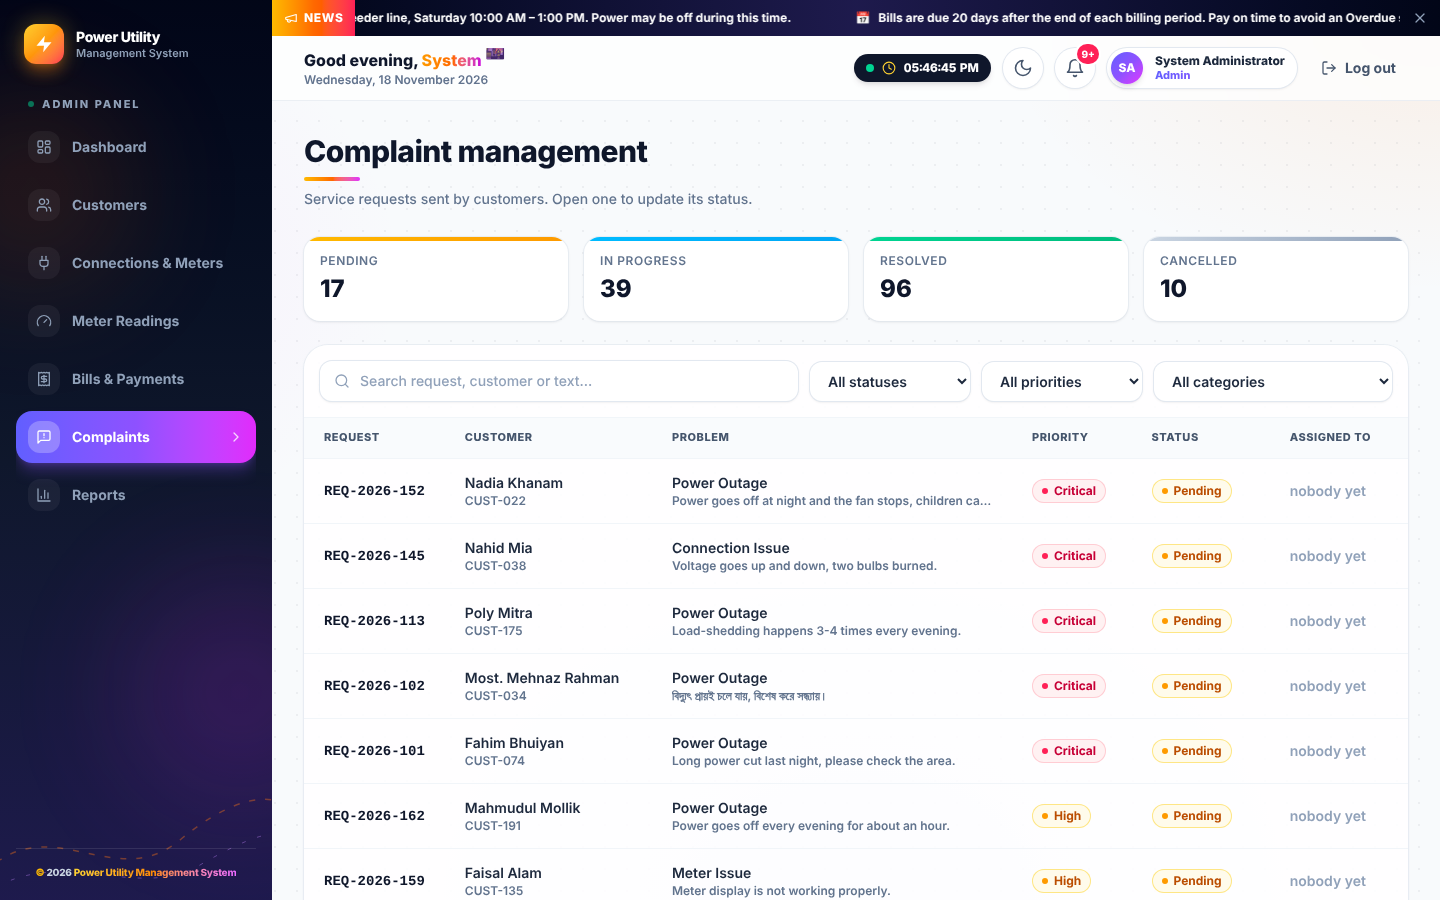 Power Utility
Management System
ADMIN PANEL
Dashboard
Customers
Connections & Meters
Meter Readings
Bills & Payments
Complaints
Reports
© 2026 Power Utility Management System
NEWS
eeder line, Saturday 10:00 AM – 1:00 PM. Power may be off during this time.
Bills are due 20 days after the end of each billing period. Pay on time to avoid an Overdue
Good evening, System
Wednesday, 18 November 2026
05:46:45 PM
9+
SA
System Administrator
Admin
Log out
Complaint management
Service requests sent by customers. Open one to update its status.
PENDING
17
IN PROGRESS
39
RESOLVED
96
CANCELLED
10
Search request, customer or text...
All statuses
All priorities
All categories
REQUEST CUSTOMER PROBLEM PRIORITY STATUS ASSIGNED TO
REQ-2026-152 Nadia Khanam Power Outage Critical Pending nobody yet
CUST-022 Power goes off at night and the fan stops, children ca...
REQ-2026-145 Nahid Mia Connection Issue Critical Pending nobody yet
CUST-038 Voltage goes up and down, two bulbs burned.
REQ-2026-113 Poly Mitra Power Outage Critical Pending nobody yet
CUST-175 Load-shedding happens 3-4 times every evening.
REQ-2026-102 Most. Mehnaz Rahman Power Outage Critical Pending nobody yet
CUST-034 বিদ্যুৎ প্রায়ই চলে যায়, বিশেষ করে সন্ধ্যায়।
REQ-2026-101 Fahim Bhuiyan Power Outage Critical Pending nobody yet
CUST-074 Long power cut last night, please check the area.
REQ-2026-162 Mahmudul Mollik Power Outage High Pending nobody yet
CUST-191 Power goes off every evening for about an hour.
REQ-2026-159 Faisal Alam Meter Issue High Pending nobody yet
CUST-135 Meter display is not working properly.